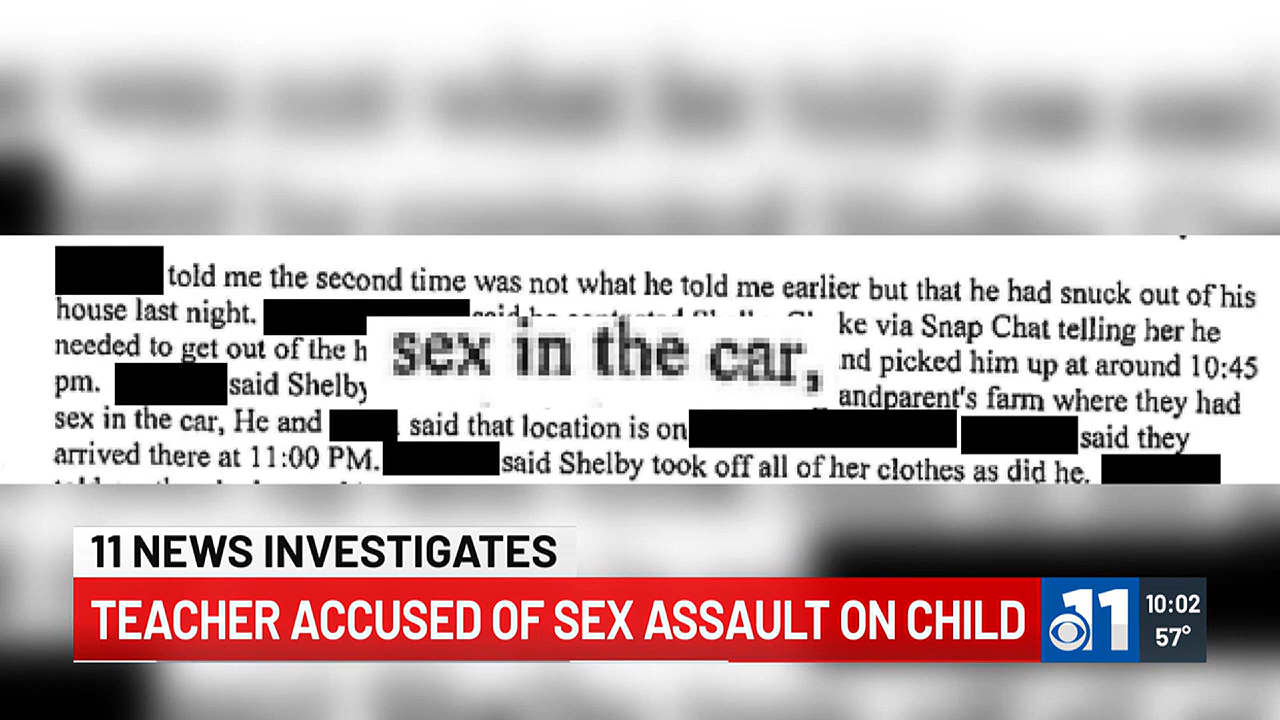 told me the second time was not what he told me earlier but that he had snuck out of his
house last night. said he contacted ke via Snap Chat telling her he
needed to get out of the h nd picked him up at around 10:45
pm. said Shelby andparent's farm where they had
sex in the car,
sex in the car, He and said that location is on said they
arrived there at 11:00 PM. said Shelby took off all of her clothes as did he.
11 NEWS INVESTIGATES
TEACHER ACCUSED OF SEX ASSAULT ON CHILD
11
10:02
57°